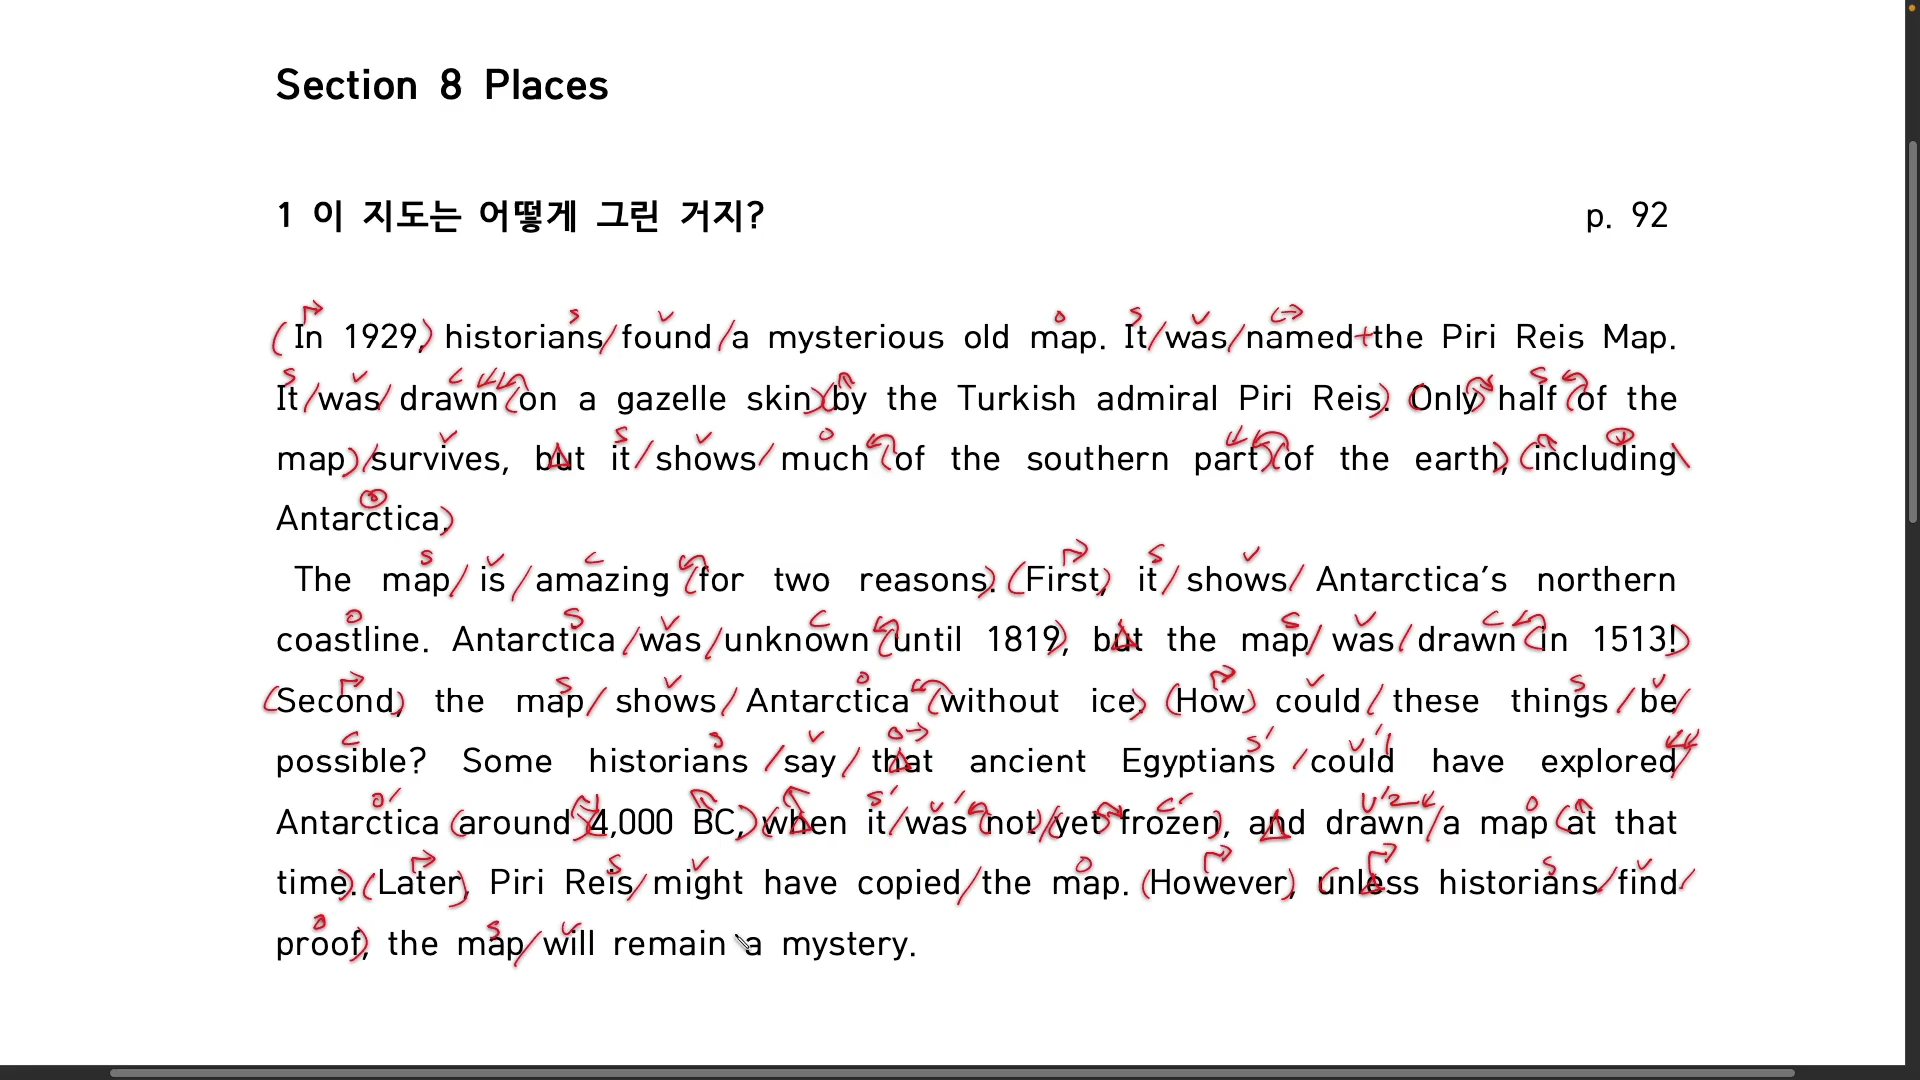 Section 8 Places
1 이 지도는 어떻게 그린 거지? p. 92
In 1929, historians found a mysterious old map. It was named the Piri Reis Map.
It was drawn on a gazelle skin by the Turkish admiral Piri Reis. Only half of the
map survives, but it shows much of the southern part of the earth, including
Antarctica.
The map is amazing for two reasons. First, it shows Antarctica's northern
coastline. Antarctica was unknown until 1819, but the map was drawn in 1513!
Second, the map shows Antarctica without ice. How could these things be
possible? Some historians say that ancient Egyptians could have explored
Antarctica around 4,000 BC, when it was not yet frozen, and drawn a map at that
time. Later, Piri Reis might have copied the map. However, unless historians find
proof, the map will remain a mystery.